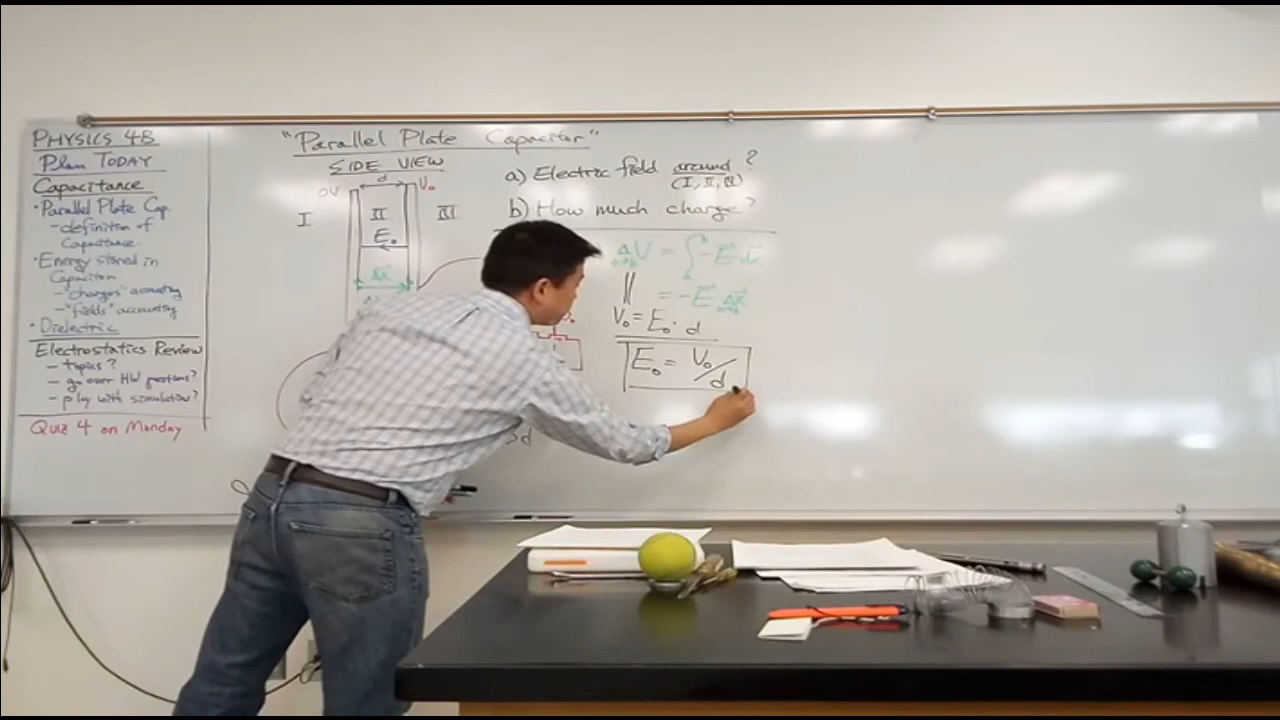 PHYSICS 4B
Plan TODAY
Capacitance
• Parallel Plate Cap.
- definition of
Capacitance
• Energy stored in
Capacitor
- "charges" accounting
- "fields" accounting
• Dielectric
Electrostatics Review
- topics?
- go over HW questions?
- play with simulation?
Quiz 4 on Monday
"Parallel Plate Capacitor"
SIDE VIEW
d
0V
V₀
I
II
III
E₀
Δx
a) Electric field around?
(I, II, III)
b) How much charge?
Δ V = ∫ -E⃗·dx⃗
a→b
a
|| = -E⃗·Δx⃗
a→b
V₀ = E₀·d
E₀ = V₀/d
d